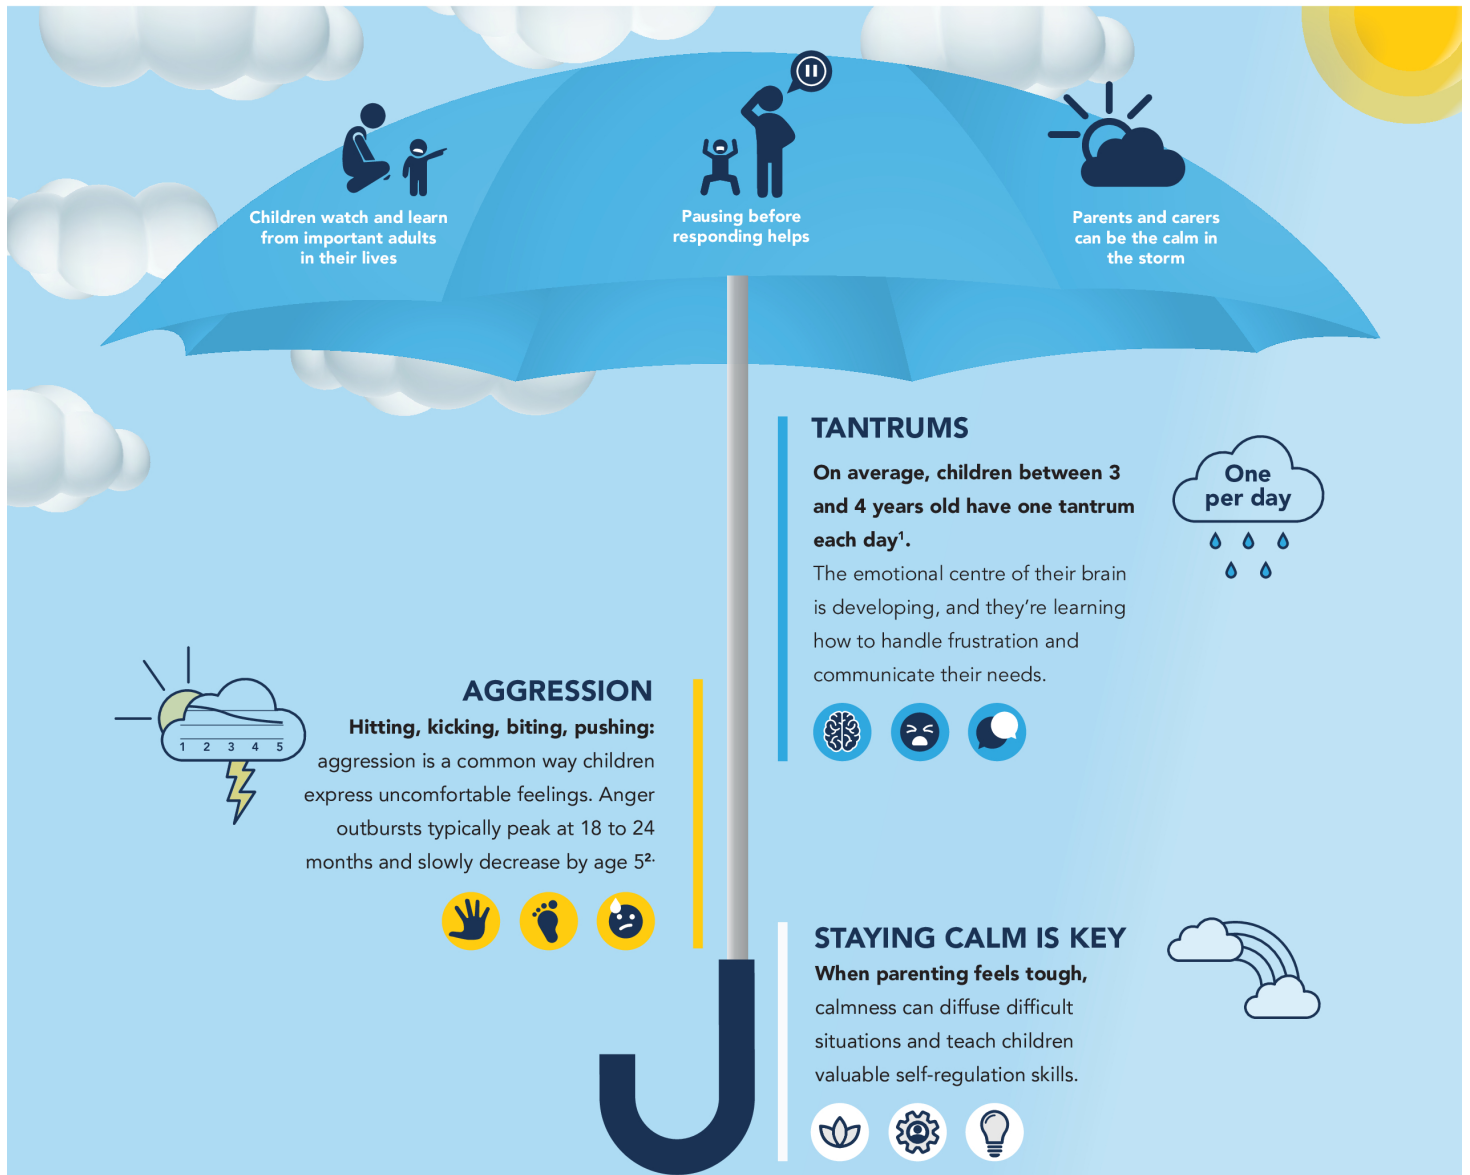 Children watch and learn
from important adults
in their lives
Pausing before
responding helps
Parents and carers
can be the calm in
the storm
TANTRUMS
On average, children between 3
and 4 years old have one tantrum
each day¹.
The emotional centre of their brain
is developing, and they’re learning
how to handle frustration and
communicate their needs.
One
per day
AGGRESSION
Hitting, kicking, biting, pushing:
aggression is a common way children
express uncomfortable feelings. Anger
outbursts typically peak at 18 to 24
months and slowly decrease by age 5².
1 2 3 4 5
STAYING CALM IS KEY
When parenting feels tough,
calmness can diffuse difficult
situations and teach children
valuable self-regulation skills.